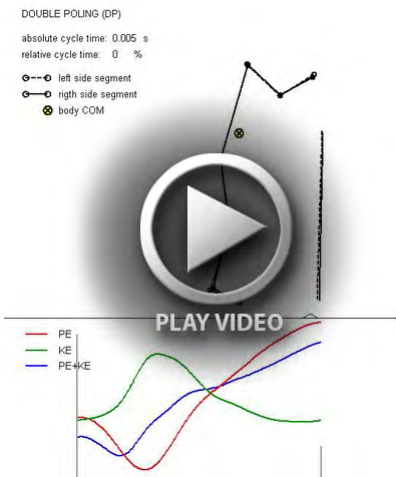 DOUBLE POLING (DP)
absolute cycle time: 0.005 s
relative cycle time: 0 %
left side segment
rigth side segment
body COM
PLAY VIDEO
PE
KE
PE+KE